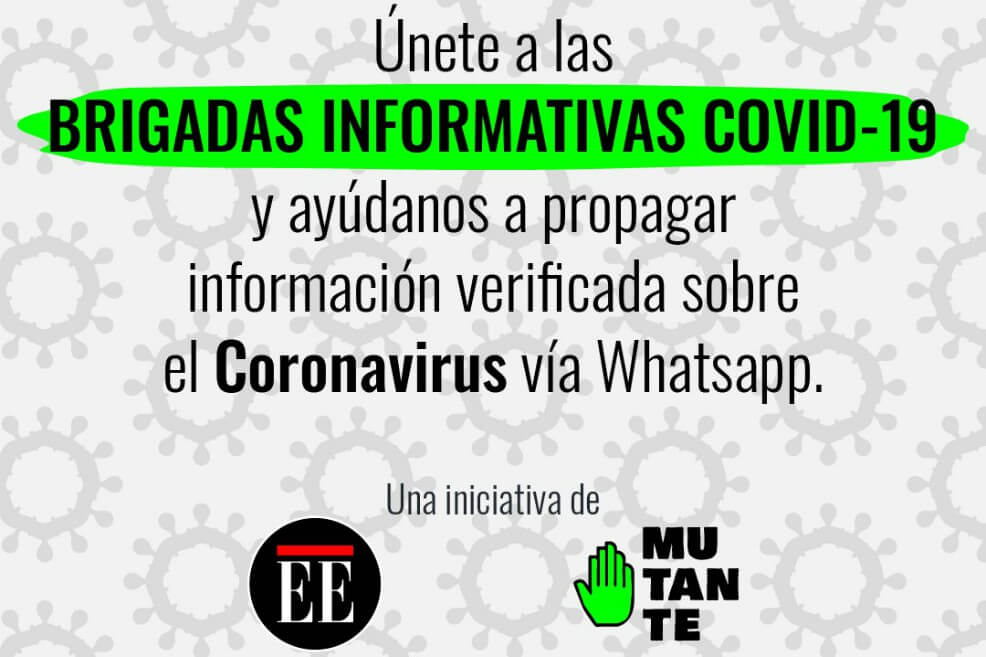 Únete a las
BRIGADAS INFORMATIVAS COVID-19
y ayúdanos a propagar
información verificada sobre
el Coronavirus vía Whatsapp.
Una iniciativa de
EE
MU
TAN
TE